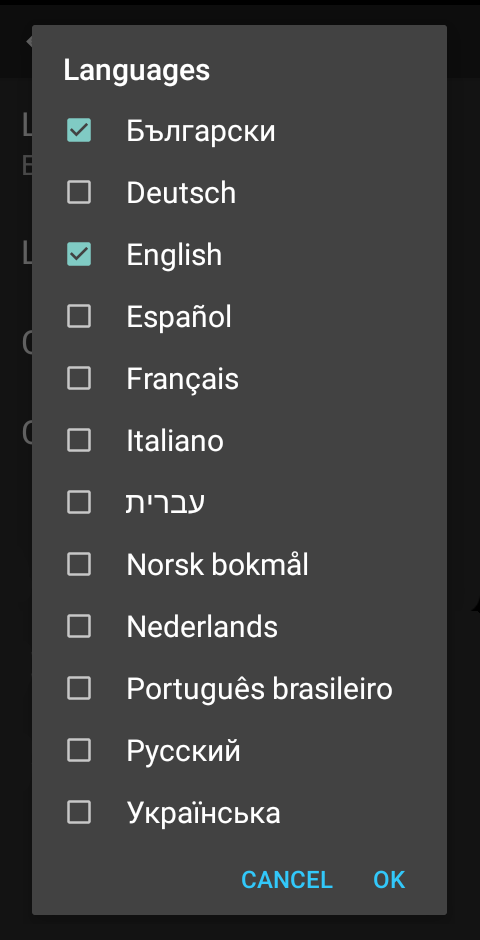 Languages
Български
Deutsch
English
Español
Français
Italiano
עברית
Norsk bokmål
Nederlands
Português brasileiro
Русский
Українська
CANCEL OK